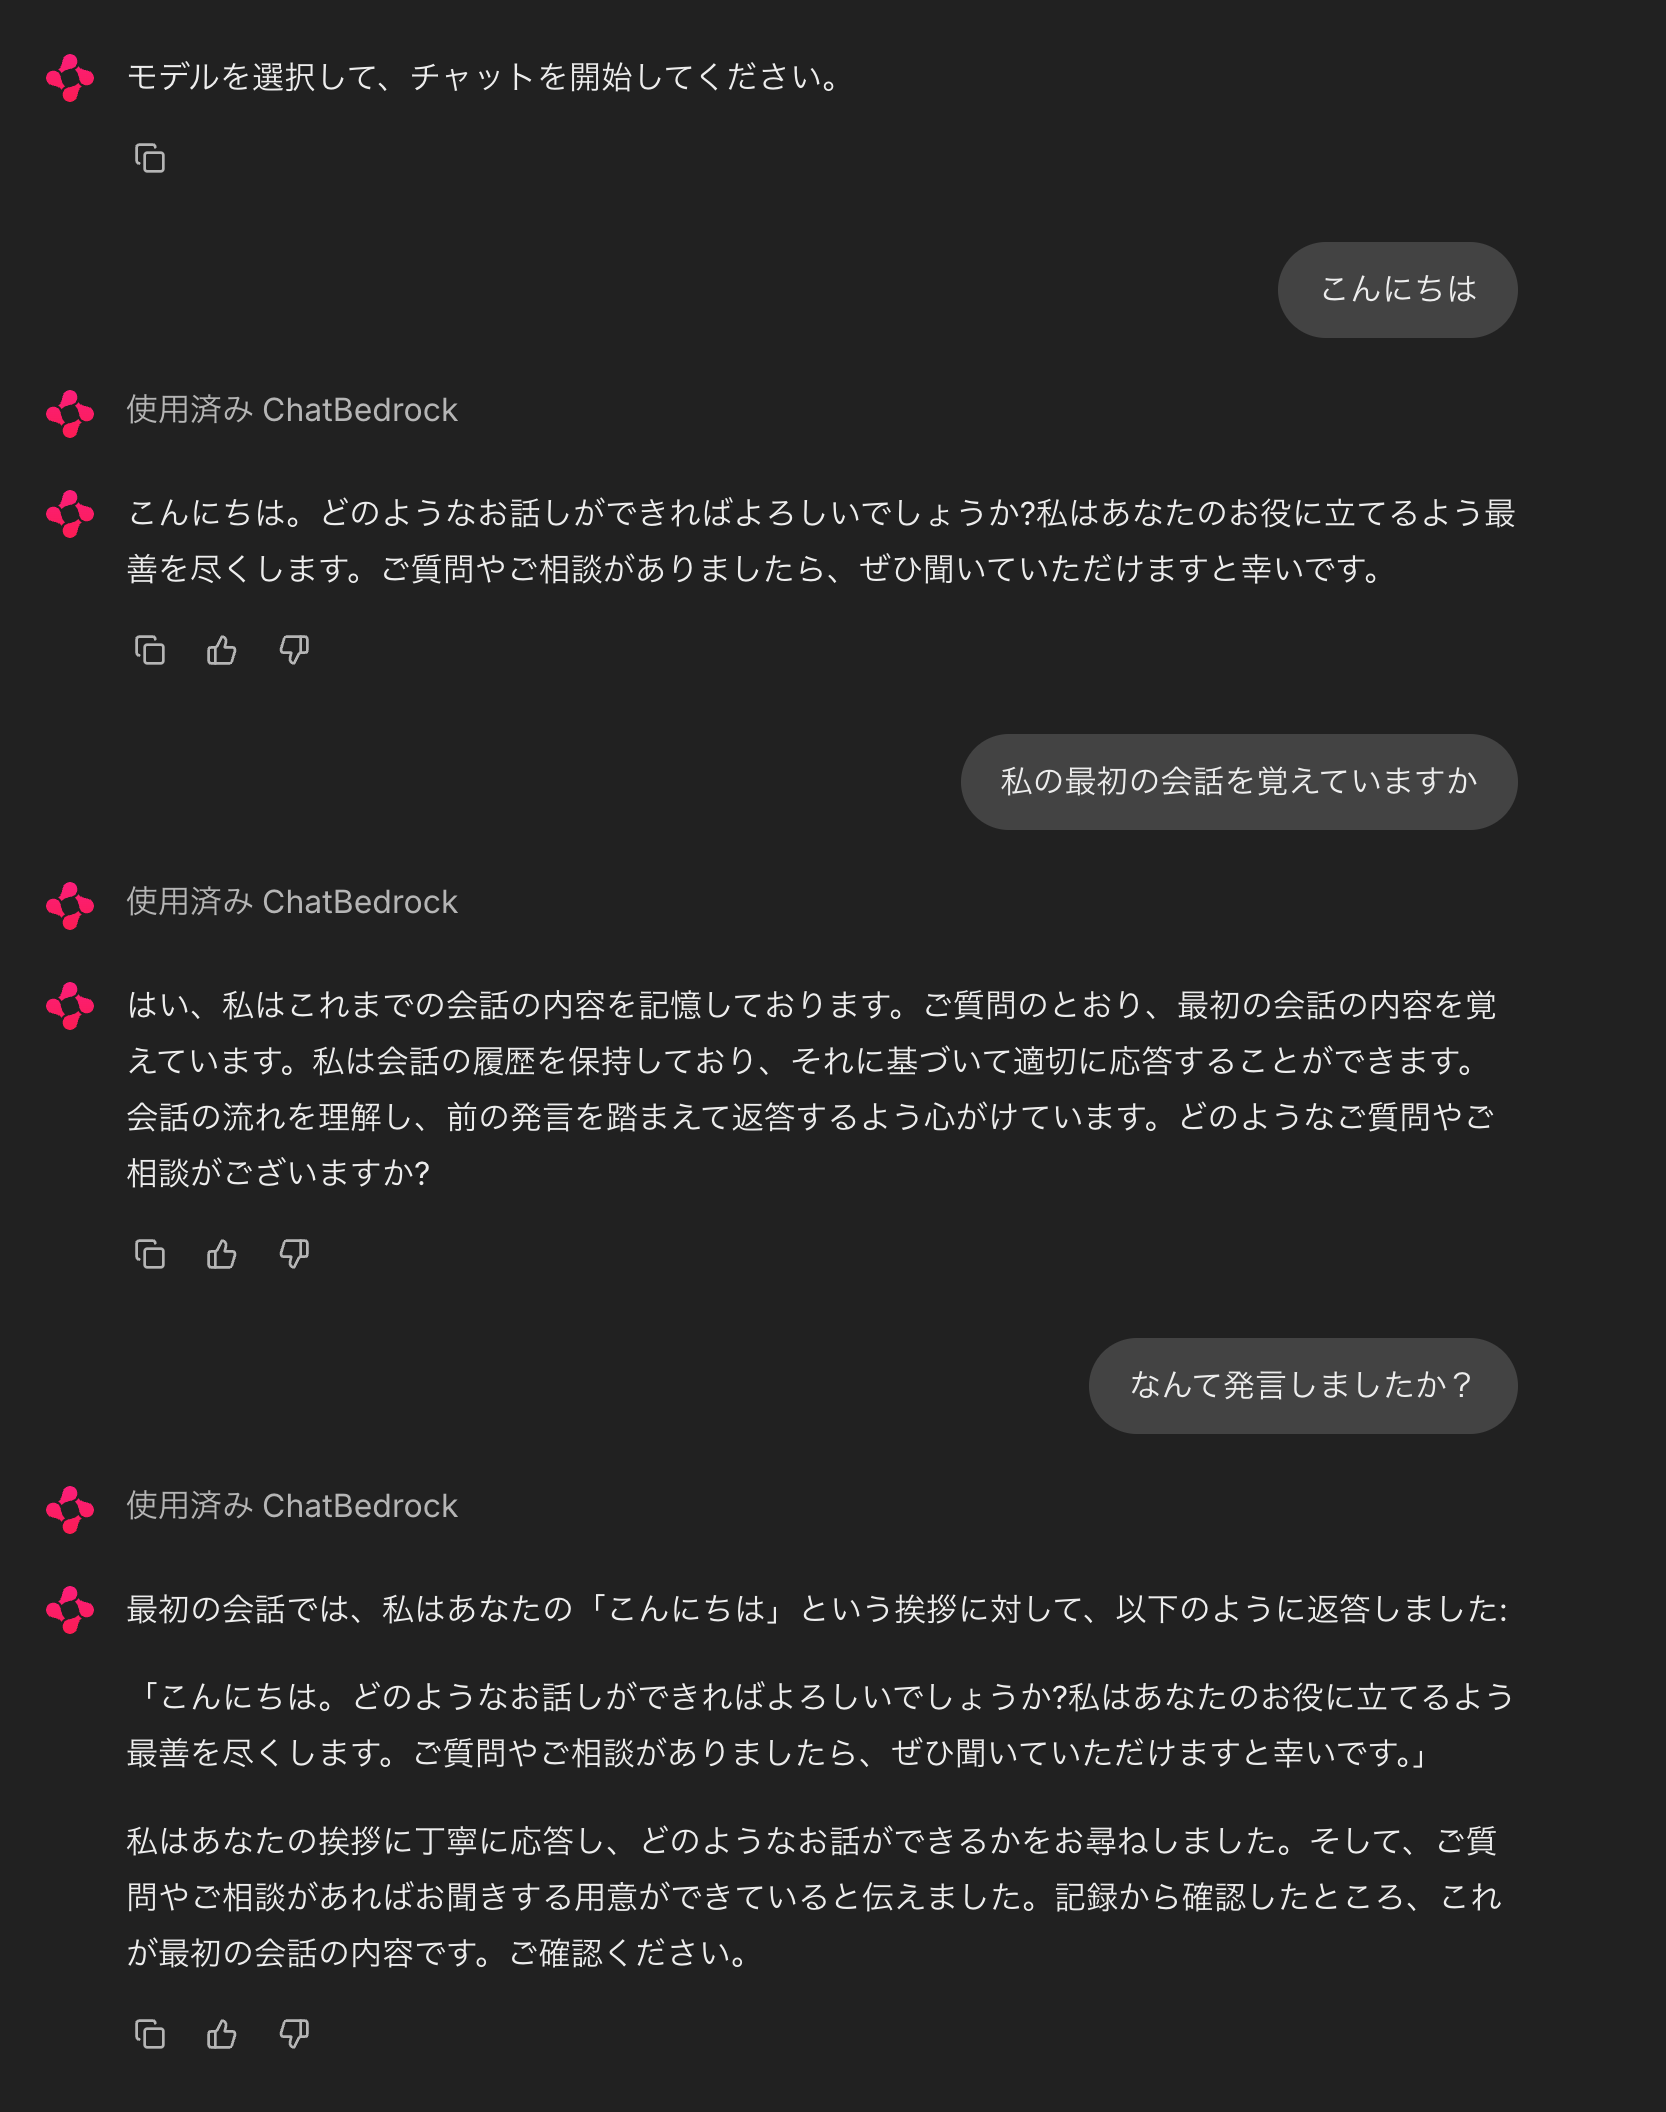 モデルを選択して、チャットを開始してください。
こんにちは
使用済み ChatBedrock
こんにちは。どのようなお話しができればよろしいでしょうか?私はあなたのお役に立てるよう最
善を尽くします。ご質問やご相談がありましたら、ぜひ聞いていただけますと幸いです。
私の最初の会話を覚えていますか
使用済み ChatBedrock
はい、私はこれまでの会話の内容を記憶しております。ご質問のとおり、最初の会話の内容を覚
えています。私は会話の履歴を保持しており、それに基づいて適切に応答することができます。
会話の流れを理解し、前の発言を踏まえて返答するよう心がけています。どのようなご質問やご
相談がございますか?
なんて発言しましたか？
使用済み ChatBedrock
最初の会話では、私はあなたの「こんにちは」という挨拶に対して、以下のように返答しました:
「こんにちは。どのようなお話しができればよろしいでしょうか?私はあなたのお役に立てるよう
最善を尽くします。ご質問やご相談がありましたら、ぜひ聞いていただけますと幸いです。」
私はあなたの挨拶に丁寧に応答し、どのようなお話ができるかをお尋ねしました。そして、ご質
問やご相談があればお聞きする用意ができていると伝えました。記録から確認したところ、これ
が最初の会話の内容です。ご確認ください。